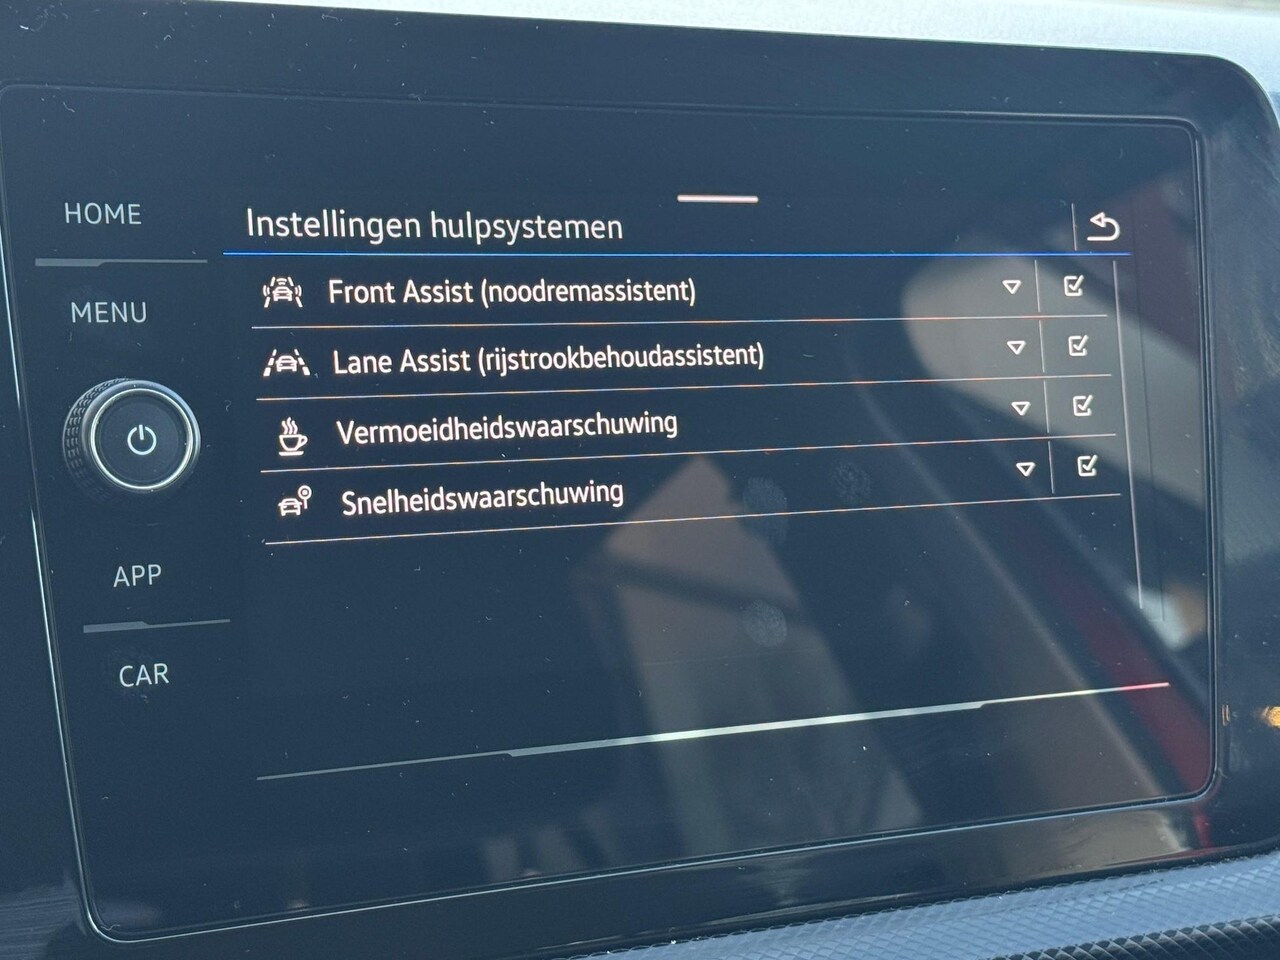 HOME
MENU
APP
CAR
Instellingen hulpsystemen
Front Assist (noodremassistent)
Lane Assist (rijstrookbehoudassistent)
Vermoeidheidswaarschuwing
Snelheidswaarschuwing